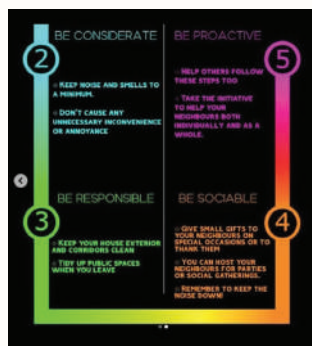 BE CONSIDERATE
2
◦ KEEP NOISE AND SMELLS TO
A MINIMUM.
◦ DON'T CAUSE ANY
UNNECESSARY INCONVENIENCE
OR ANNOYANCE
BE RESPONSIBLE
3
◦ KEEP YOUR HOUSE EXTERIOR
AND CORRIDORS CLEAN
◦ TIDY UP PUBLIC SPACES
WHEN YOU LEAVE
BE PROACTIVE
5
◦ HELP OTHERS FOLLOW
THESE STEPS TOO
◦ TAKE THE INITIATIVE
TO HELP YOUR
NEIGHBOURS BOTH
INDIVIDUALLY AND AS A
WHOLE.
BE SOCIABLE
4
◦ GIVE SMALL GIFTS TO
YOUR NEIGHBOURS ON
SPECIAL OCCASIONS OR TO
THANK THEM
◦ YOU CAN HOST YOUR
NEIGHBOURS FOR PARTIES
OR SOCIAL GATHERINGS.
◦ REMEMBER TO KEEP THE
NOISE DOWN!